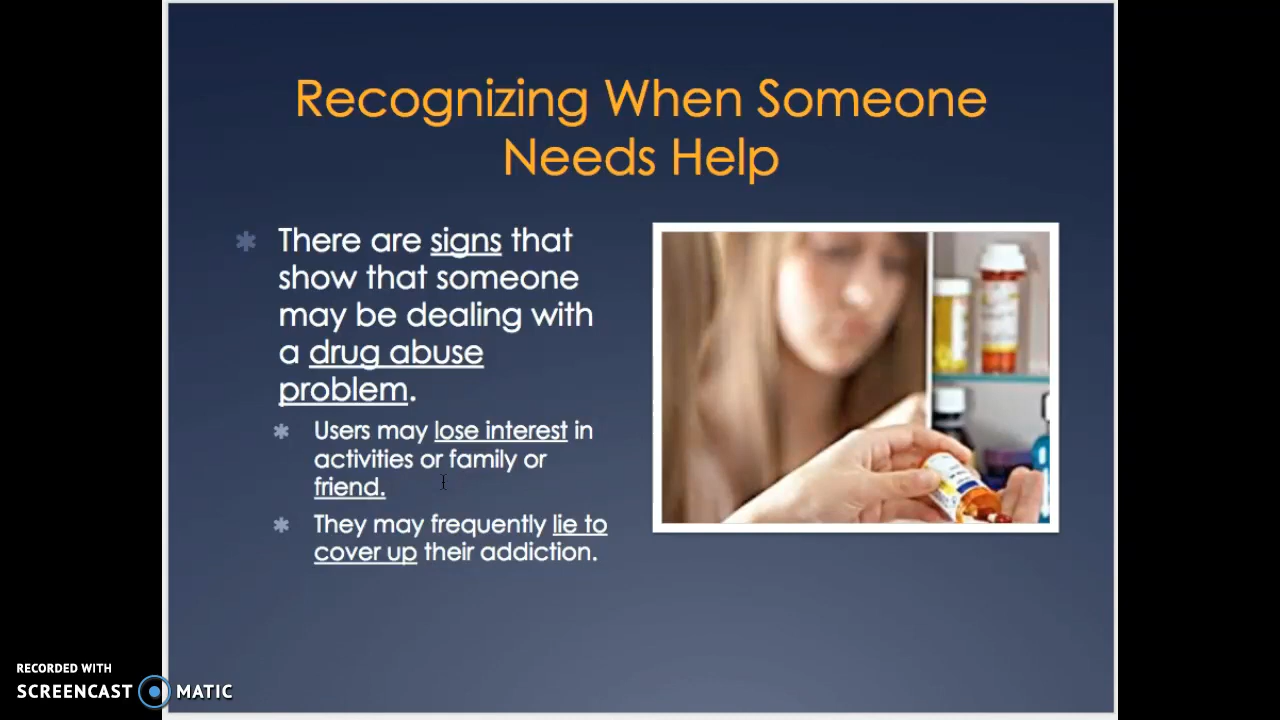 Recognizing When Someone
Needs Help
There are signs that
show that someone
may be dealing with
a drug abuse
problem.
Users may lose interest in
activities or family or
friend.
They may frequently lie to
cover up their addiction.
RECORDED WITH
SCREENCAST MATIC